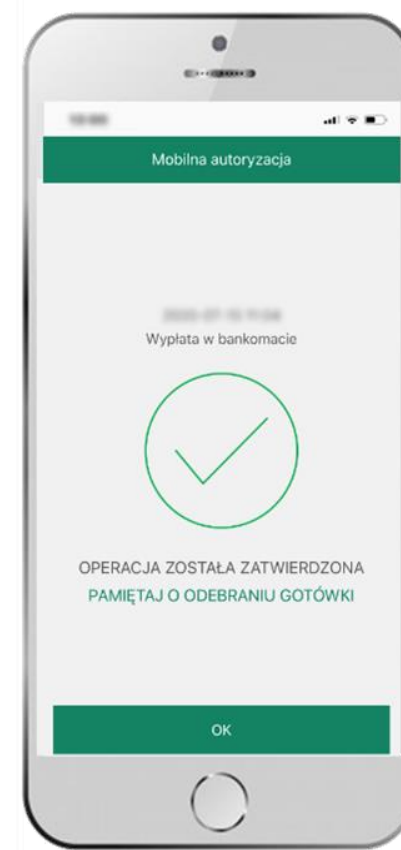 Mobilna autoryzacja
Wypłata w bankomacie
OPERACJA ZOSTAŁA ZATWIERDZONA
PAMIĘTAJ O ODEBRANIU GOTÓWKI
OK